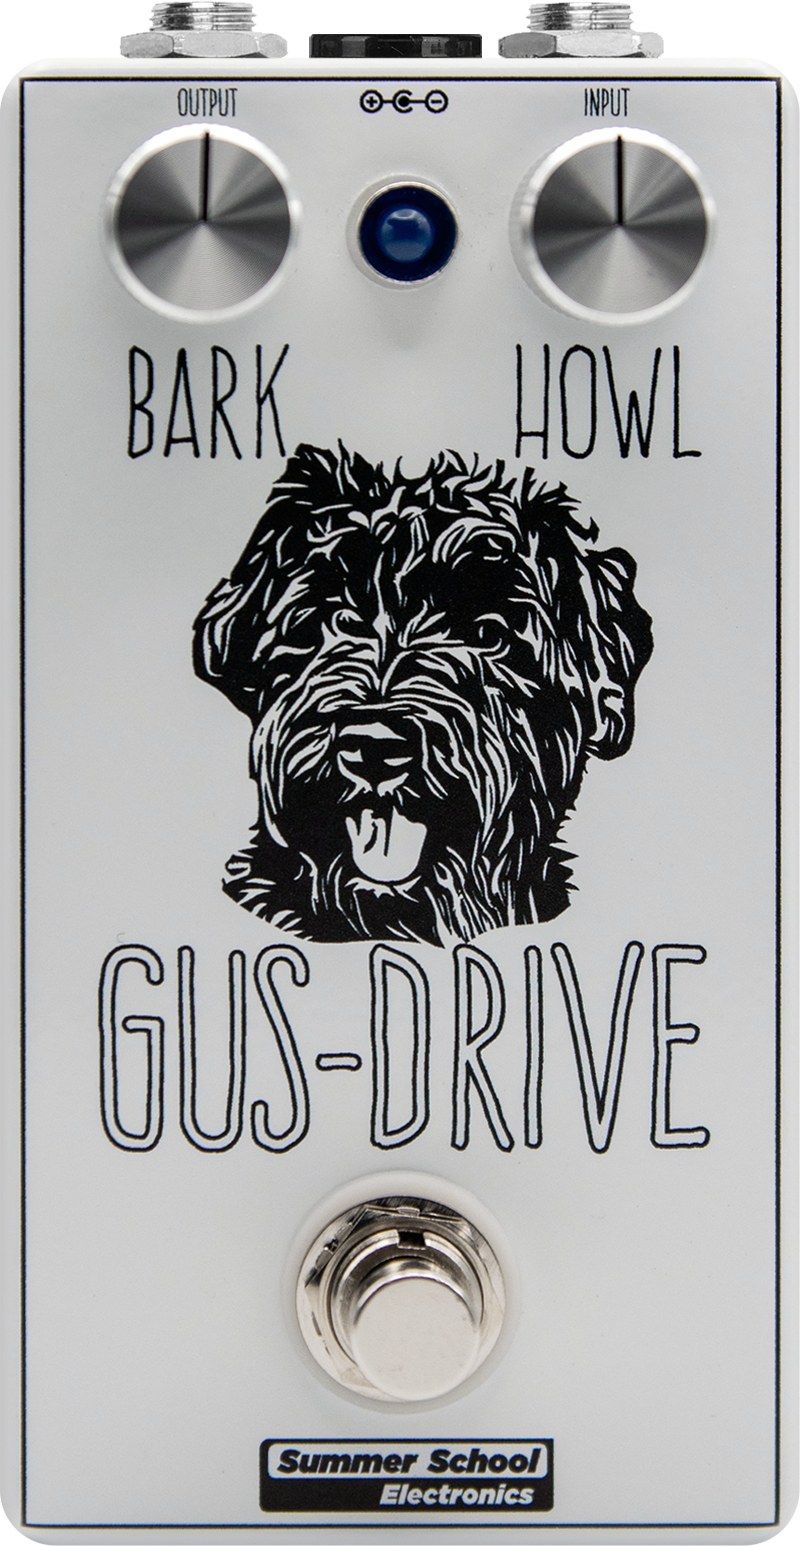 OUTPUT
INPUT
BARK
HOWL
GUS-DRIVE
Summer School
Electronics